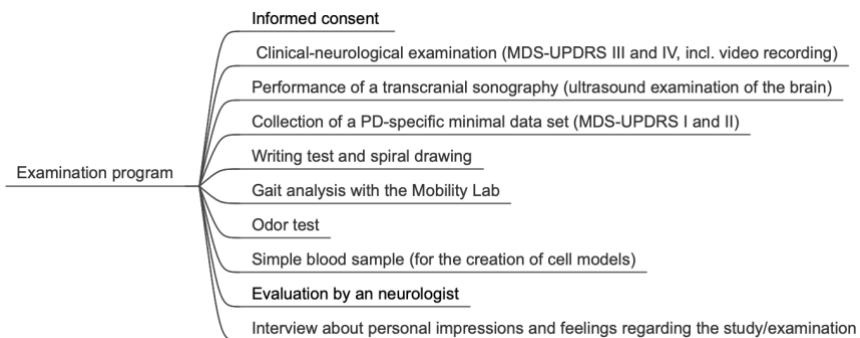 Informed consent
Clinical-neurological examination (MDS-UPDRS III and IV, incl. video recording)
Performance of a transcranial sonography (ultrasound examination of the brain)
Collection of a PD-specific minimal data set (MDS-UPDRS I and II)
Writing test and spiral drawing
Examination program
Gait analysis with the Mobility Lab
Odor test
Simple blood sample (for the creation of cell models)
Evaluation by an neurologist
Interview about personal impressions and feelings regarding the study/examination